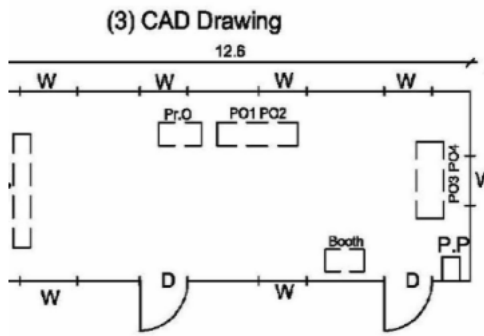 (3) CAD Drawing
12.6
W W W W
Pr.O PO1 PO2
PO3 PO4
W
Booth
P.P
W D W D